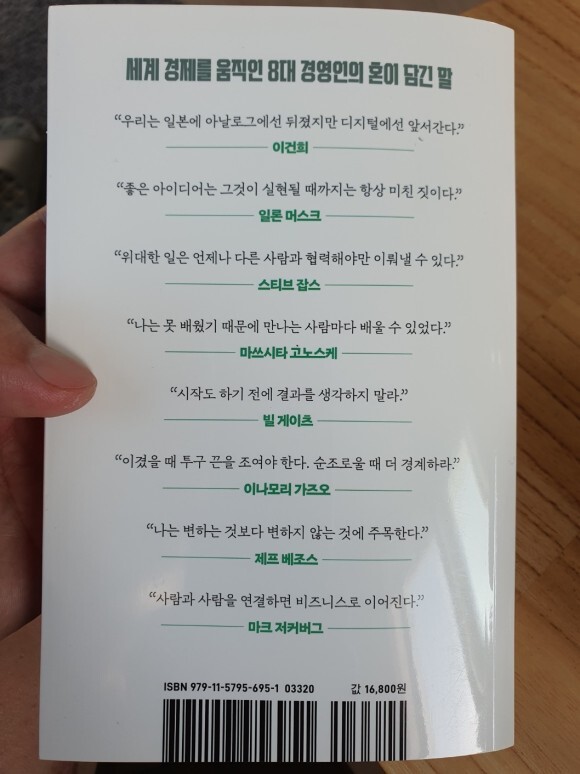 세계 경제를 움직인 8대 경영인의 혼이 담긴 말
“우리는 일본에 아날로그에선 뒤졌지만 디지털에선 앞서간다.”
이건희
“좋은 아이디어는 그것이 실현될 때까지는 항상 미친 짓이다.”
일론 머스크
“위대한 일은 언제나 다른 사람과 협력해야만 이뤄낼 수 있다.”
스티브 잡스
“나는 못 배웠기 때문에 만나는 사람마다 배울 수 있었다.”
마쓰시타 고노스케
“시작도 하기 전에 결과를 생각하지 말라.”
빌 게이츠
“이겼을 때 투구 끈을 조여야 한다. 순조로울 때 더 경계하라.”
이나모리 가즈오
“나는 변하는 것보다 변하지 않는 것에 주목한다.”
제프 베조스
“사람과 사람을 연결하면 비즈니스로 이어진다.”
마크 저커버그
ISBN 979-11-5795-695-1 03320 값 16,800원